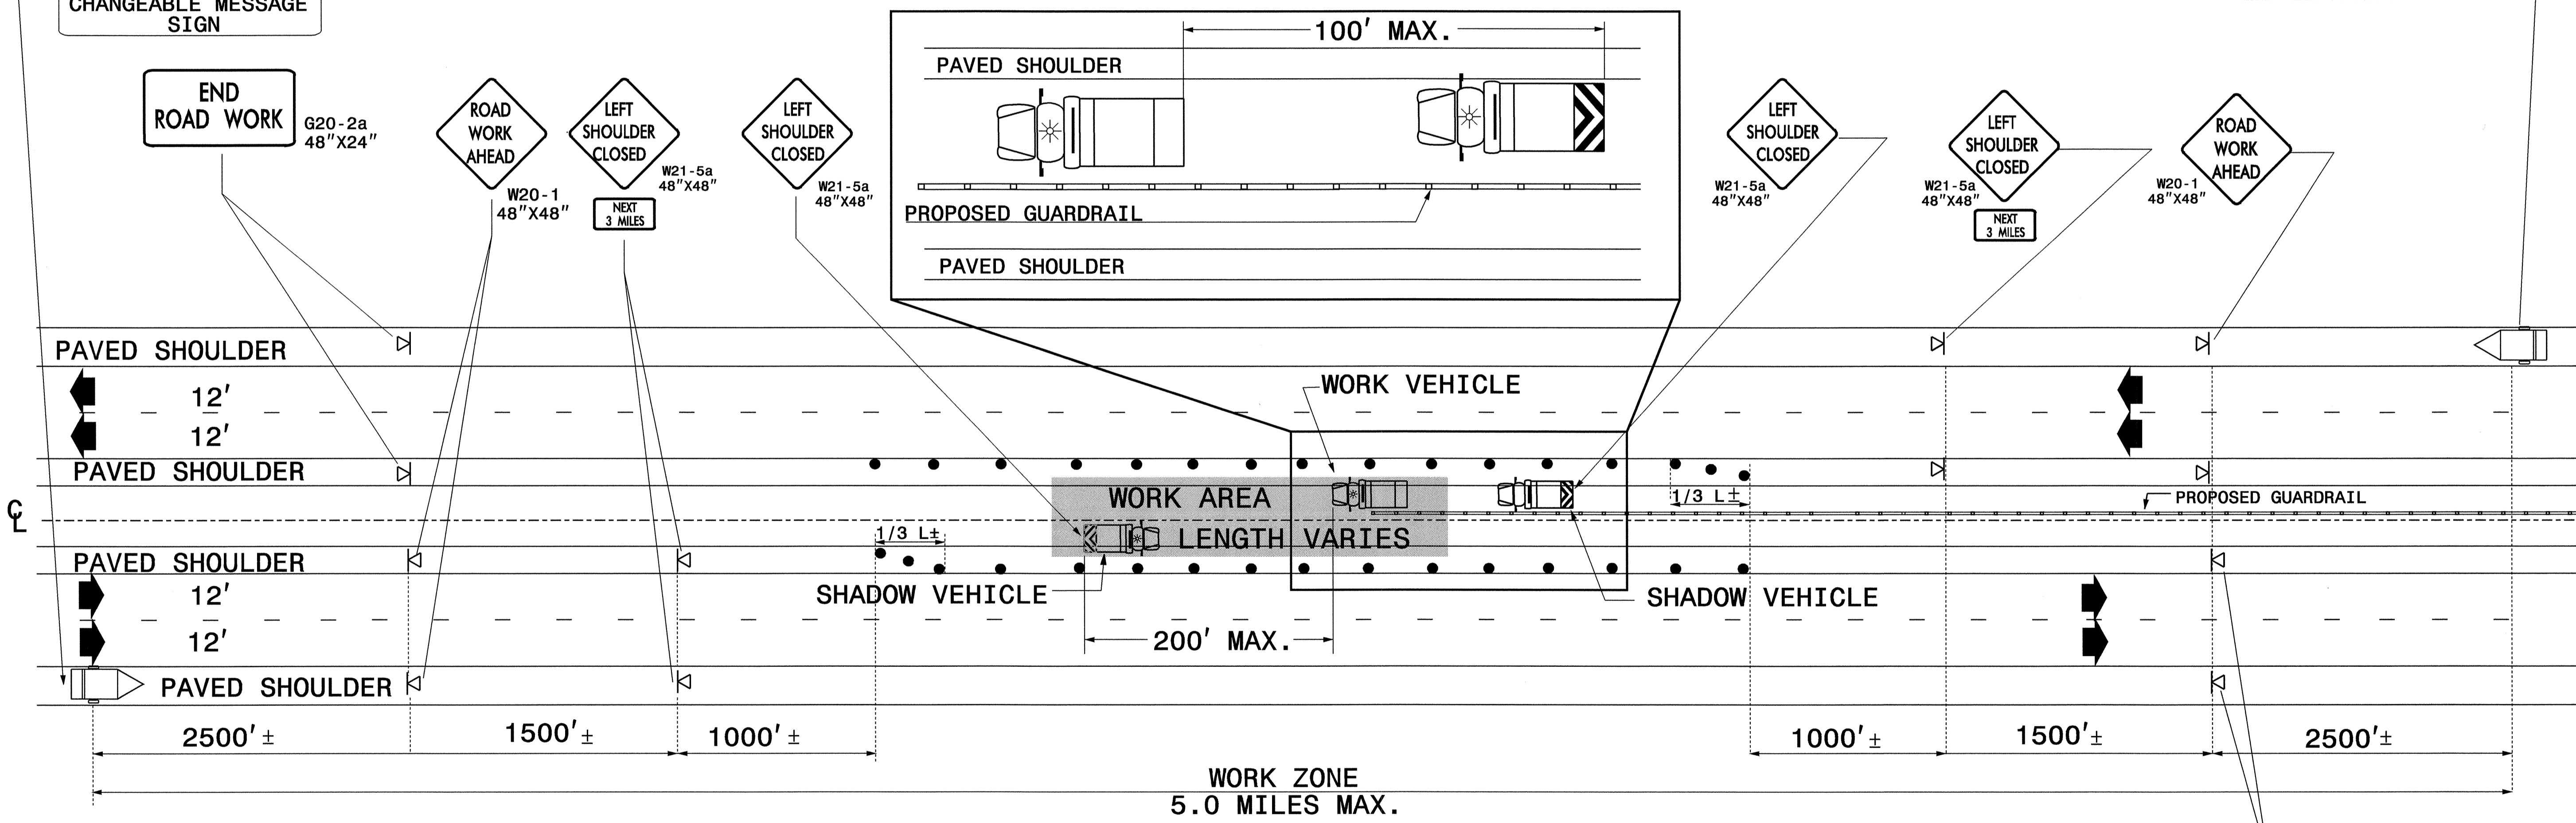 CHANGEABLE MESSAGE
SIGN
END
ROAD WORK
G20-2a
48"X24"
ROAD
WORK
AHEAD
W20-1
48"X48"
LEFT
SHOULDER
CLOSED
W21-5a
48"X48"
NEXT
3 MILES
LEFT
SHOULDER
CLOSED
W21-5a
48"X48"
100' MAX.
PAVED SHOULDER
PROPOSED GUARDRAIL
PAVED SHOULDER
LEFT
SHOULDER
CLOSED
W21-5a
48"X48"
LEFT
SHOULDER
CLOSED
W21-5a
48"X48"
NEXT
3 MILES
ROAD
WORK
AHEAD
W20-1
48"X48"
PAVED SHOULDER
12'
12'
PAVED SHOULDER
WORK VEHICLE
WORK AREA
LENGTH VARIES
1/3 L±
PROPOSED GUARDRAIL
CL
1/3 L±
PAVED SHOULDER
12'
12'
SHADOW VEHICLE
SHADOW VEHICLE
200' MAX.
PAVED SHOULDER
2500'±
1500'±
1000'±
1000'±
1500'±
2500'±
WORK ZONE
5.0 MILES MAX.